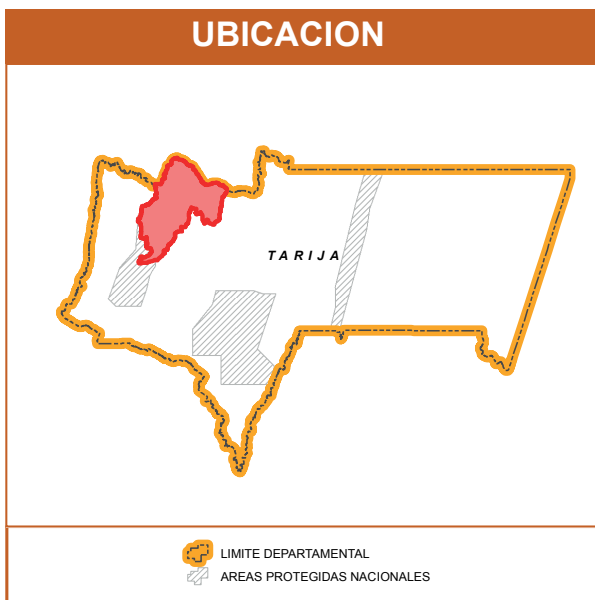 UBICACION
TARIJA
LIMITE DEPARTAMENTAL
AREAS PROTEGIDAS NACIONALES